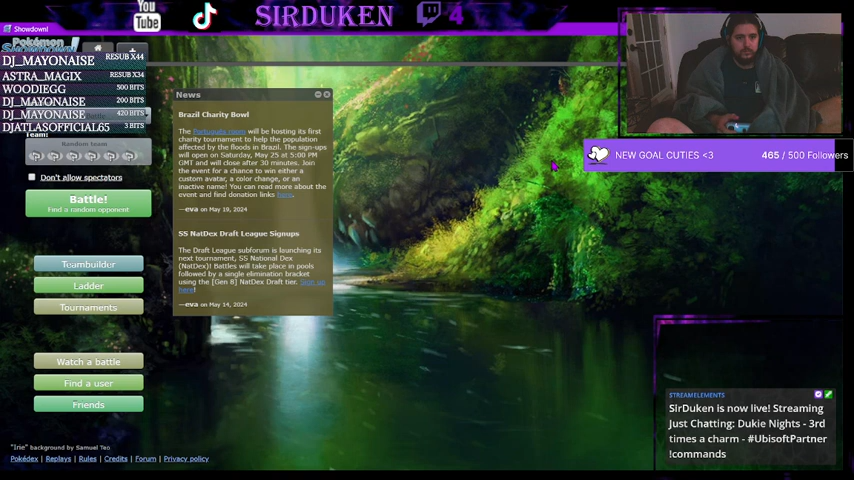 You
Tube
SIRDUKEN
4
Showdown!
Pokémon
Showdown!
DJ_MAYONAISE RESUB X44
ASTRA_MAGIX RESUB X34
WOODIEGG 500 BITS
DJ_MAYONAISE 200 BITS
DJ_MAYONAISE 420 BITS
DJATLASOFFICIAL65 3 BITS
Team:
Random team
Don't allow spectators
Battle!
Find a random opponent
Teambuilder
Ladder
Tournaments
Watch a battle
Find a user
Friends
News
Brazil Charity Bowl
The Português room will be hosting its first
charity tournament to help the population
affected by the floods in Brazil. The sign-ups
will open on Saturday, May 25 at 5:00 PM
GMT and will close after 30 minutes. Join
the event for a chance to win either a
custom avatar, a color change, or an
inactive name! You can read more about the
event and find donation links here.
—eva on May 19, 2024
SS NatDex Draft League Signups
The Draft League subforum is launching its
next tournament, SS National Dex
(NatDex)! Battles will take place in pools
followed by a single elimination bracket
using the [Gen 8] NatDex Draft tier. Sign up
here!
—eva on May 14, 2024
NEW GOAL CUTIES <3 465 / 500 Followers
STREAMELEMENTS
SirDuken is now live! Streaming
Just Chatting: Dukie Nights - 3rd
times a charm - #UbisoftPartner
!commands
"Irie" background by Samuel Teo
Pokédex | Replays | Rules | Credits | Forum | Privacy policy